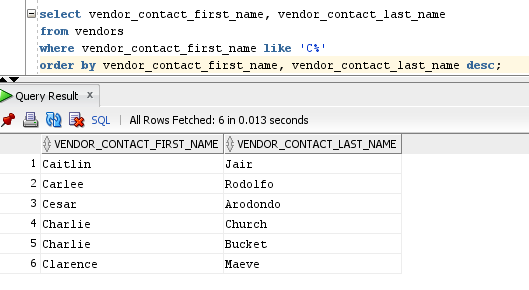 select vendor_contact_first_name, vendor_contact_last_name
from vendors
where vendor_contact_first_name like 'C%'
order by vendor_contact_first_name, vendor_contact_last_name desc;
Query Result x
SQL | All Rows Fetched: 6 in 0.013 seconds
VENDOR_CONTACT_FIRST_NAME VENDOR_CONTACT_LAST_NAME
1 Caitlin Jair
2 Carlee Rodolfo
3 Cesar Arodondo
4 Charlie Church
5 Charlie Bucket
6 Clarence Maeve